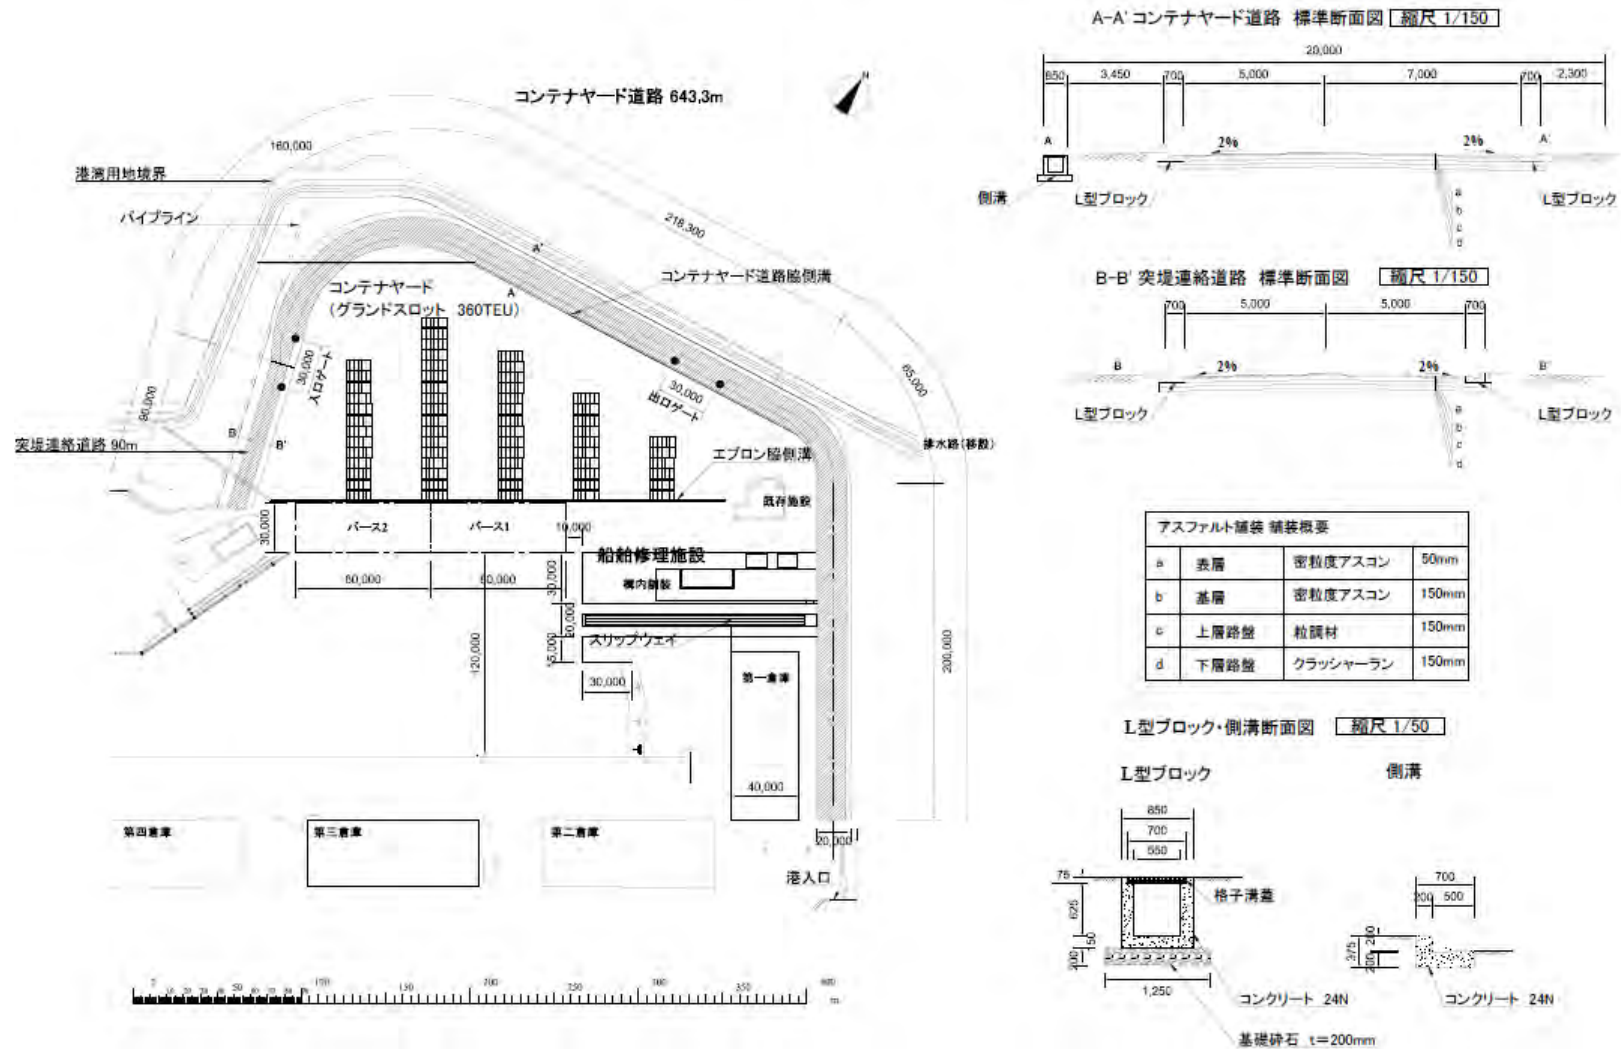 A-A' コンテナヤード道路 標準断面図 縮尺 1/150
20,000
850 3,450 700 5,000 7,000 700 2,300
A 2% 2% A'
側溝 L型ブロック L型ブロック
a
b
c
d
B-B' 突堤連絡道路 標準断面図 縮尺 1/150
700 5,000 5,000 700
B 2% 2% B'
L型ブロック L型ブロック
a
b
c
d
アスファルト舗装 舗装概要
a 表層 密粒度アスコン 50mm
b 基層 密粒度アスコン 150mm
c 上層路盤 粒調材 150mm
d 下層路盤 クラッシャーラン 150mm
L型ブロック・側溝断面図 縮尺 1/50
L型ブロック 側溝
850
700
550
75
625
150
200
1,250
格子溝蓋
コンクリート 24N
基礎砕石 t=200mm
700
200 500
375
200
200
コンクリート 24N
コンテナヤード道路 643,3m
N
160,000
港湾用地境界
パイプライン
218,300
A'
A
コンテナヤード道路脇側溝
コンテナヤード
(グランドスロット 360TEU)
30,000
入口ゲート
30,000
出口ゲート
65,000
B
B'
突堤連絡道路 90m
排水路(移設)
エプロン脇側溝
既存施設
30,000
バース2 バース1 10,000
船舶修理施設
構内舗装
30,000
20,000
スリップウェイ
30,000
120,000
200,000
第一倉庫
40,000
第四倉庫 第三倉庫 第二倉庫
20,000
港入口
100 150 200 250 350
m